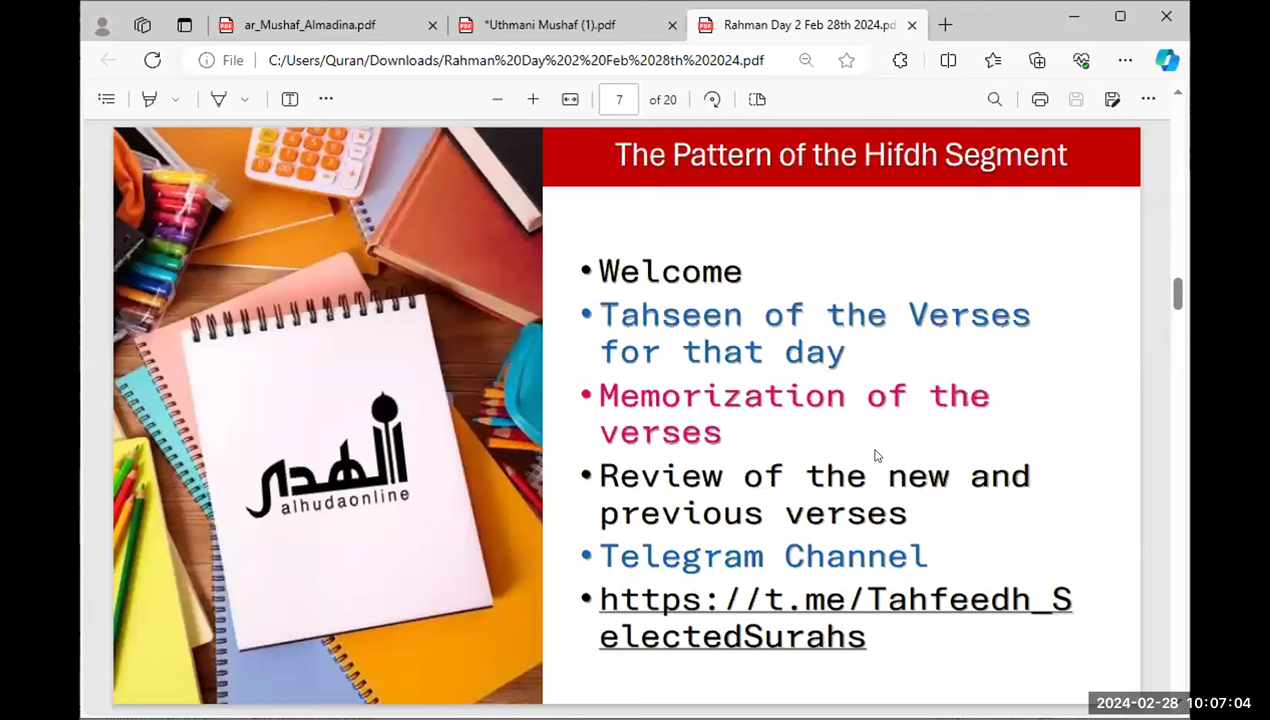 ar_Mushaf_Almadina.pdf
*Uthmani Mushaf (1).pdf
Rahman Day 2 Feb 28th 2024.pd
File
C:/Users/Quran/Downloads/Rahman%20Day%202%20Feb%2028th%202024.pdf
7 of 20
The Pattern of the Hifdh Segment
•Welcome
•Tahseen of the Verses
for that day
•Memorization of the
verses
•Review of the new and
previous verses
•Telegram Channel
•https://t.me/Tahfeedh_S
electedSurahs
الهدى
alhudaonline
2024-02-28 10:07:04